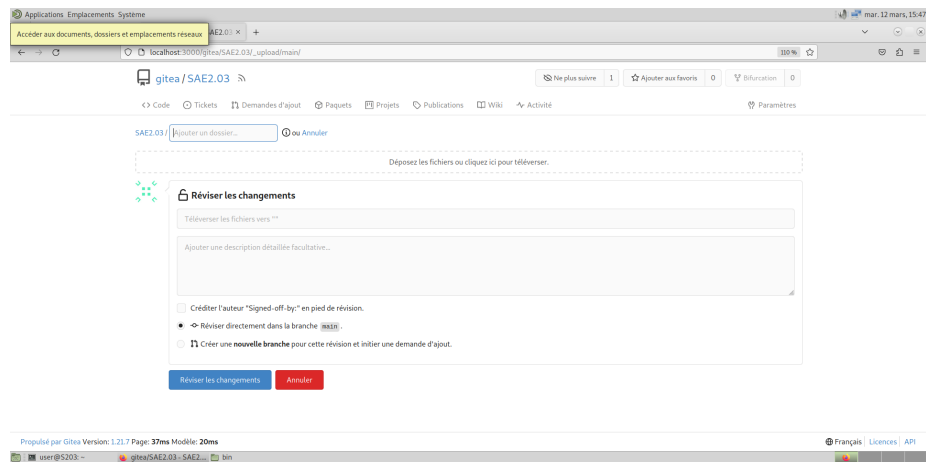 Applications Emplacements Système
mar. 12 mars, 15:47
Accéder aux documents, dossiers et emplacements réseaux
AE2.03 × +
localhost:3000/gitea/SAE2.03/_upload/main/
110 %
gitea / SAE2.03
Ne plus suivre 1
Ajouter aux favoris 0
Bifurcation 0
Code Tickets Demandes d'ajout Paquets Projets Publications Wiki Activité Paramètres
SAE2.03 / Ajouter un dossier... ou Annuler
Déposez les fichiers ou cliquez ici pour téléverser.
Réviser les changements
Téléverser les fichiers vers ""
Ajouter une description détaillée facultative...
Créditer l'auteur "Signed-off-by:" en pied de révision.
Réviser directement dans la branche main .
Créer une nouvelle branche pour cette révision et initier une demande d'ajout.
Réviser les changements Annuler
Propulsé par Gitea Version: 1.21.7 Page: 37ms Modèle: 20ms
Français Licences API
user@S203: ~
gitea/SAE2.03 - SAE2...
bin